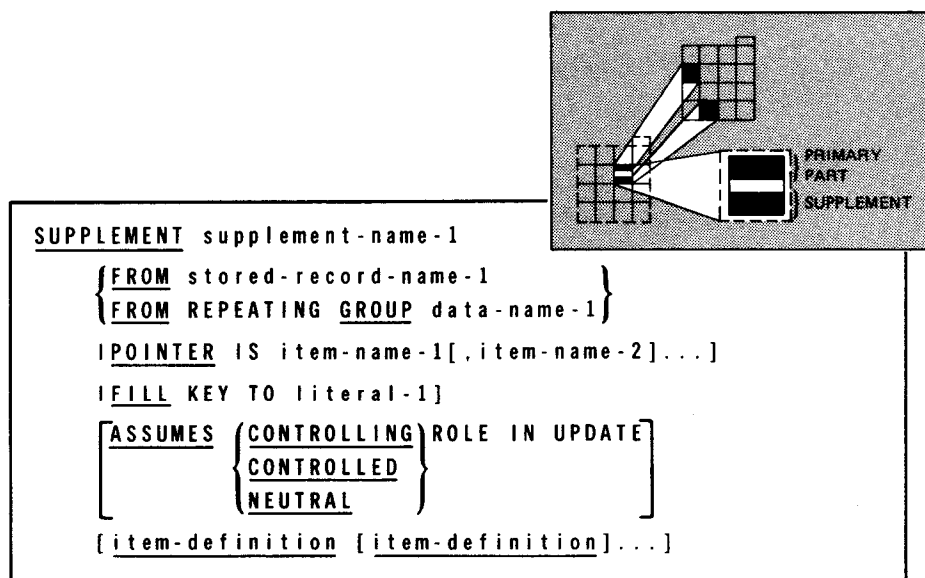 PRIMARY
PART
SUPPLEMENT
SUPPLEMENT supplement-name-1
{FROM stored-record-name-1
FROM REPEATING GROUP data-name-1}
[POINTER IS item-name-1[,item-name-2]...]
[FILL KEY TO literal-1]
[ASSUMES {CONTROLLING} ROLE IN UPDATE]
CONTROLLED
NEUTRAL
[item-definition [item-definition]...]